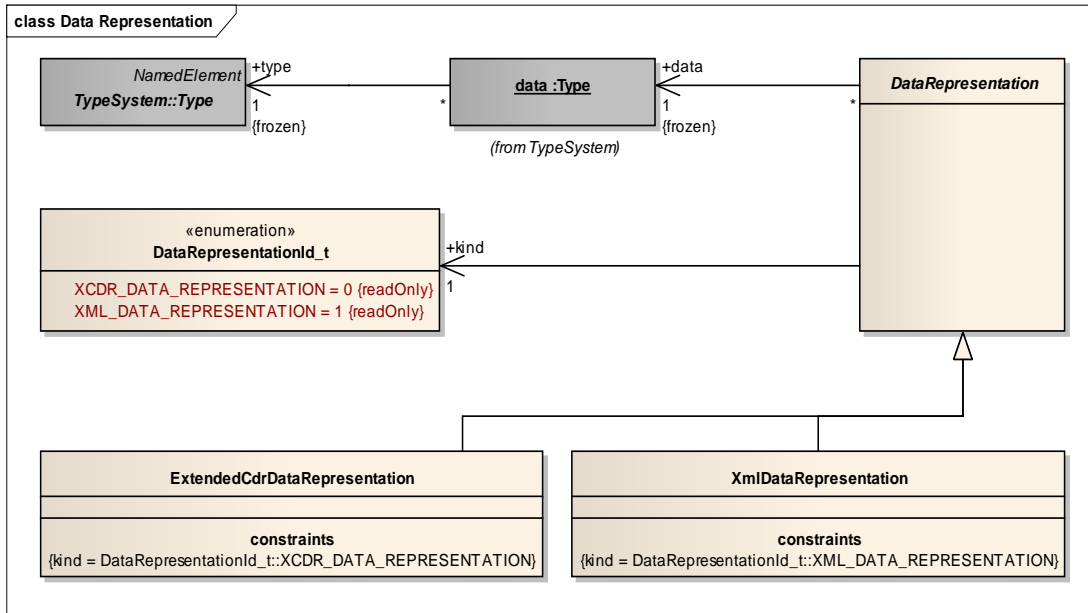 class Data Representation
NamedElement
TypeSystem::Type
+type
1
{frozen}
*
data :Type
(from TypeSystem)
+data
1
{frozen}
*
DataRepresentation
«enumeration»
DataRepresentationId_t
XCDR_DATA_REPRESENTATION = 0 {readOnly}
XML_DATA_REPRESENTATION = 1 {readOnly}
+kind
1
ExtendedCdrDataRepresentation
constraints
{kind = DataRepresentationId_t::XCDR_DATA_REPRESENTATION}
XmlDataRepresentation
constraints
{kind = DataRepresentationId_t::XML_DATA_REPRESENTATION}